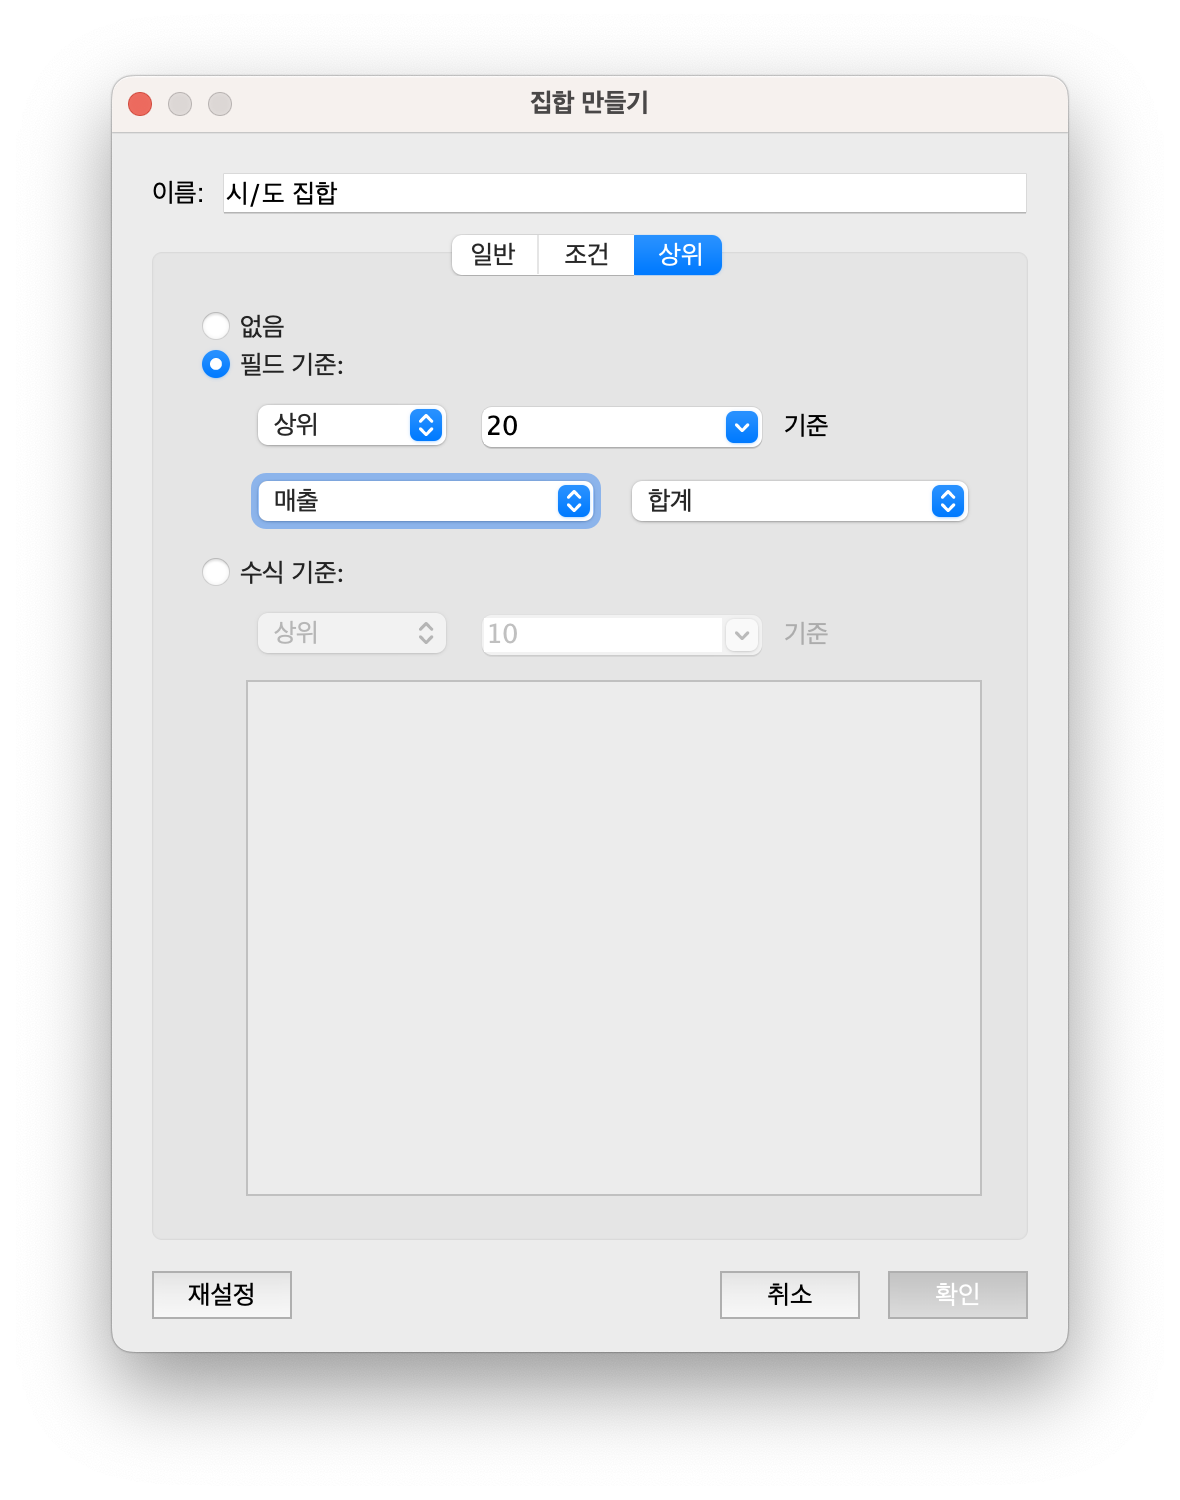 집합 만들기
이름: 시/도 집합
일반 조건 상위
없음
필드 기준:
상위 20 기준
매출 합계
수식 기준:
상위 10 기준
재설정 취소 확인